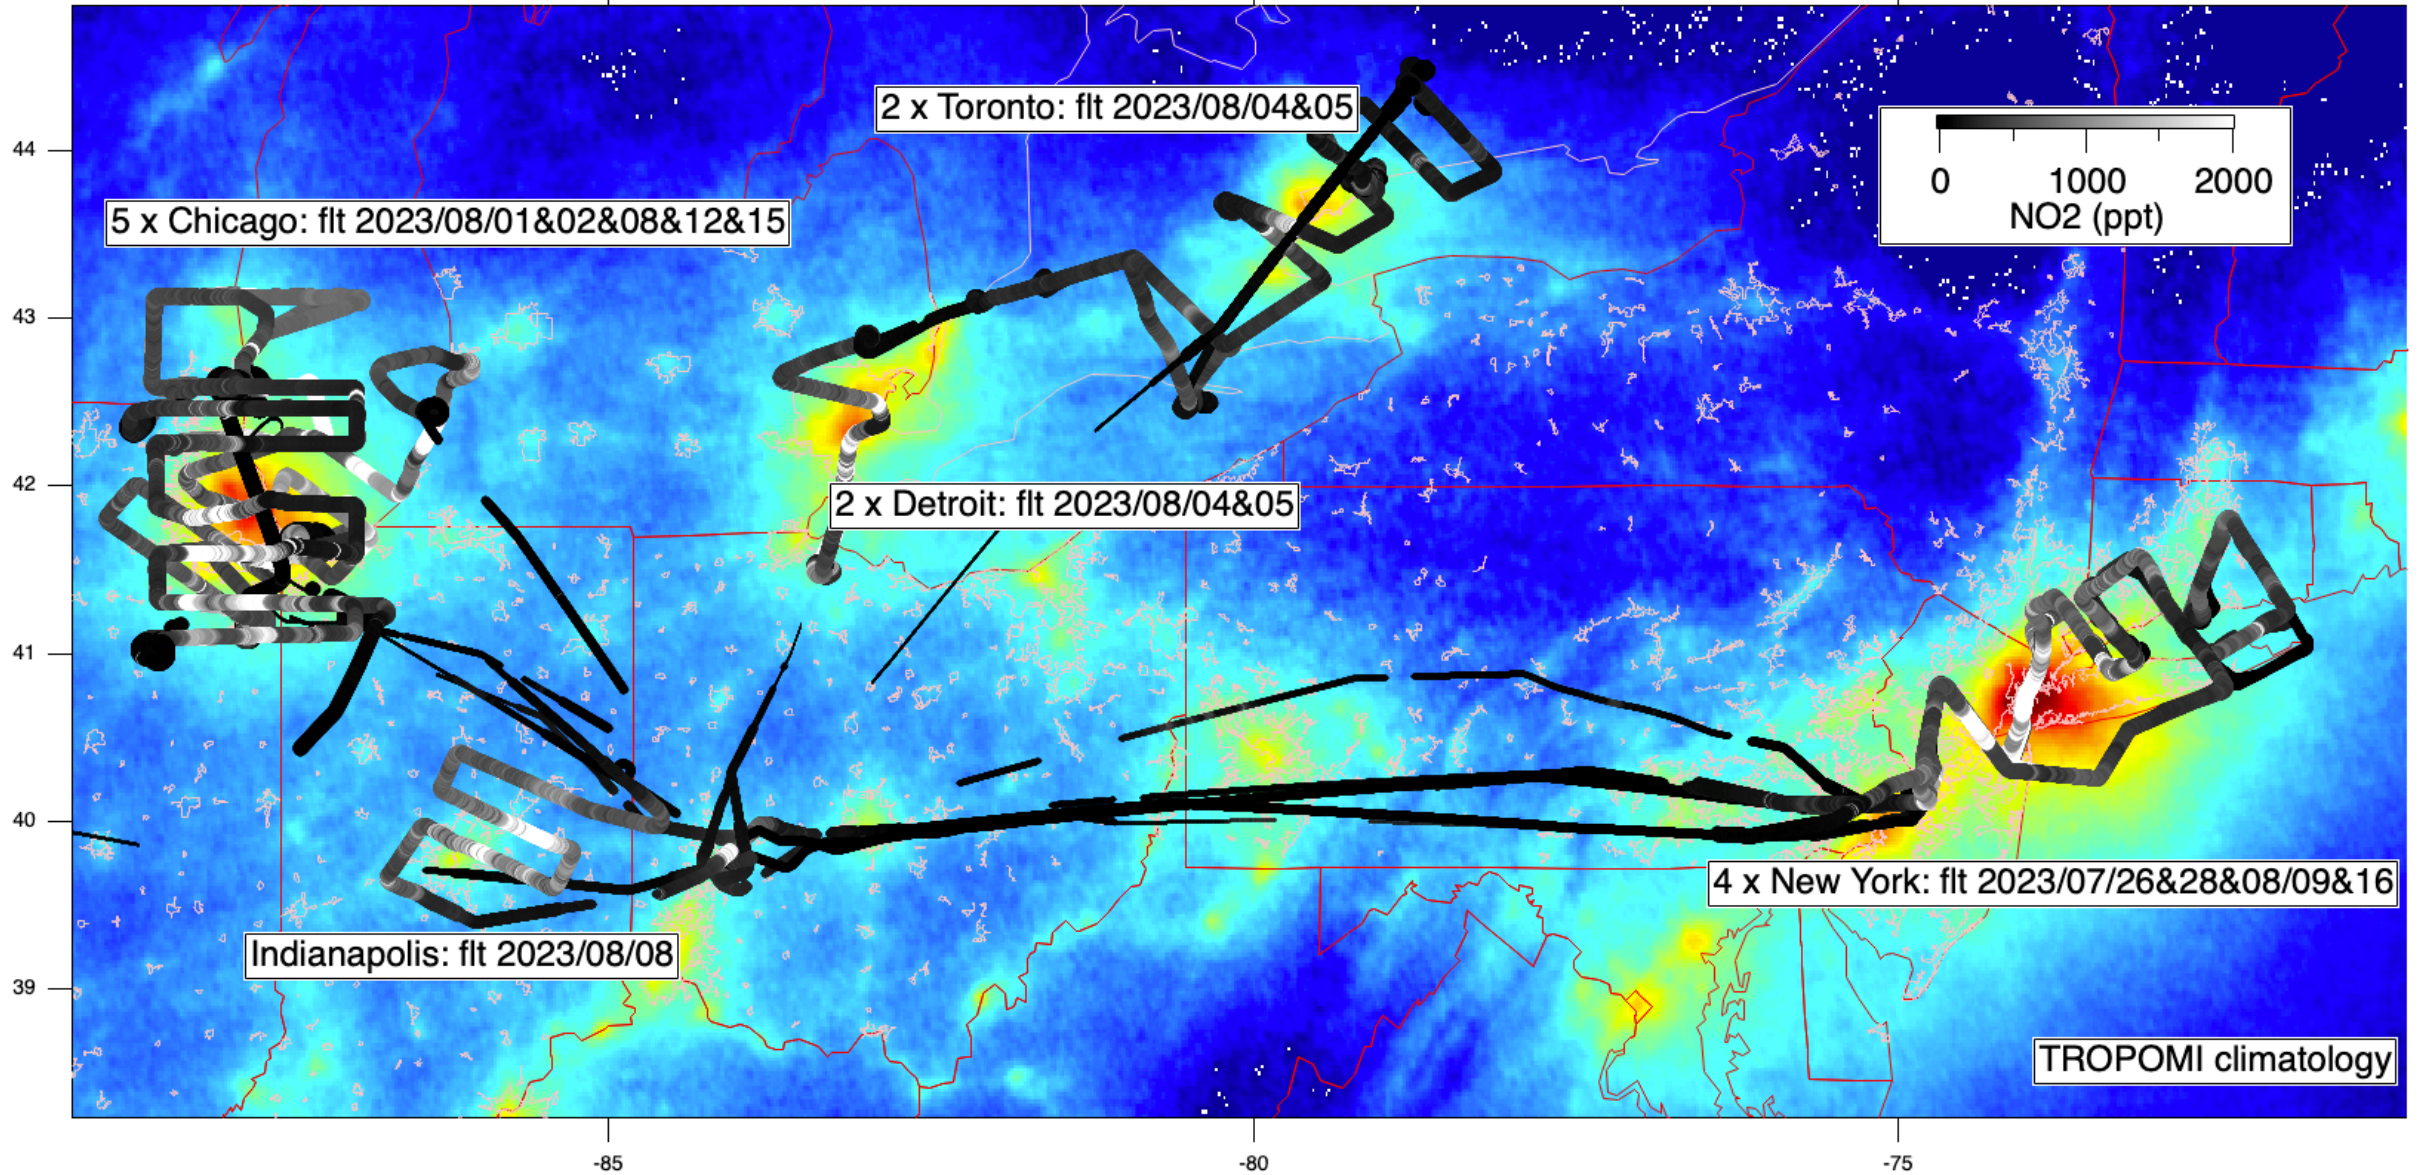 2 x Toronto: flt 2023/08/04&05
44
0 1000 2000
NO2 (ppt)
5 x Chicago: flt 2023/08/01&02&08&12&15
43
42
2 x Detroit: flt 2023/08/04&05
41
40
4 x New York: flt 2023/07/26&28&08/09&16
Indianapolis: flt 2023/08/08
39
TROPOMI climatology
-85 -80 -75